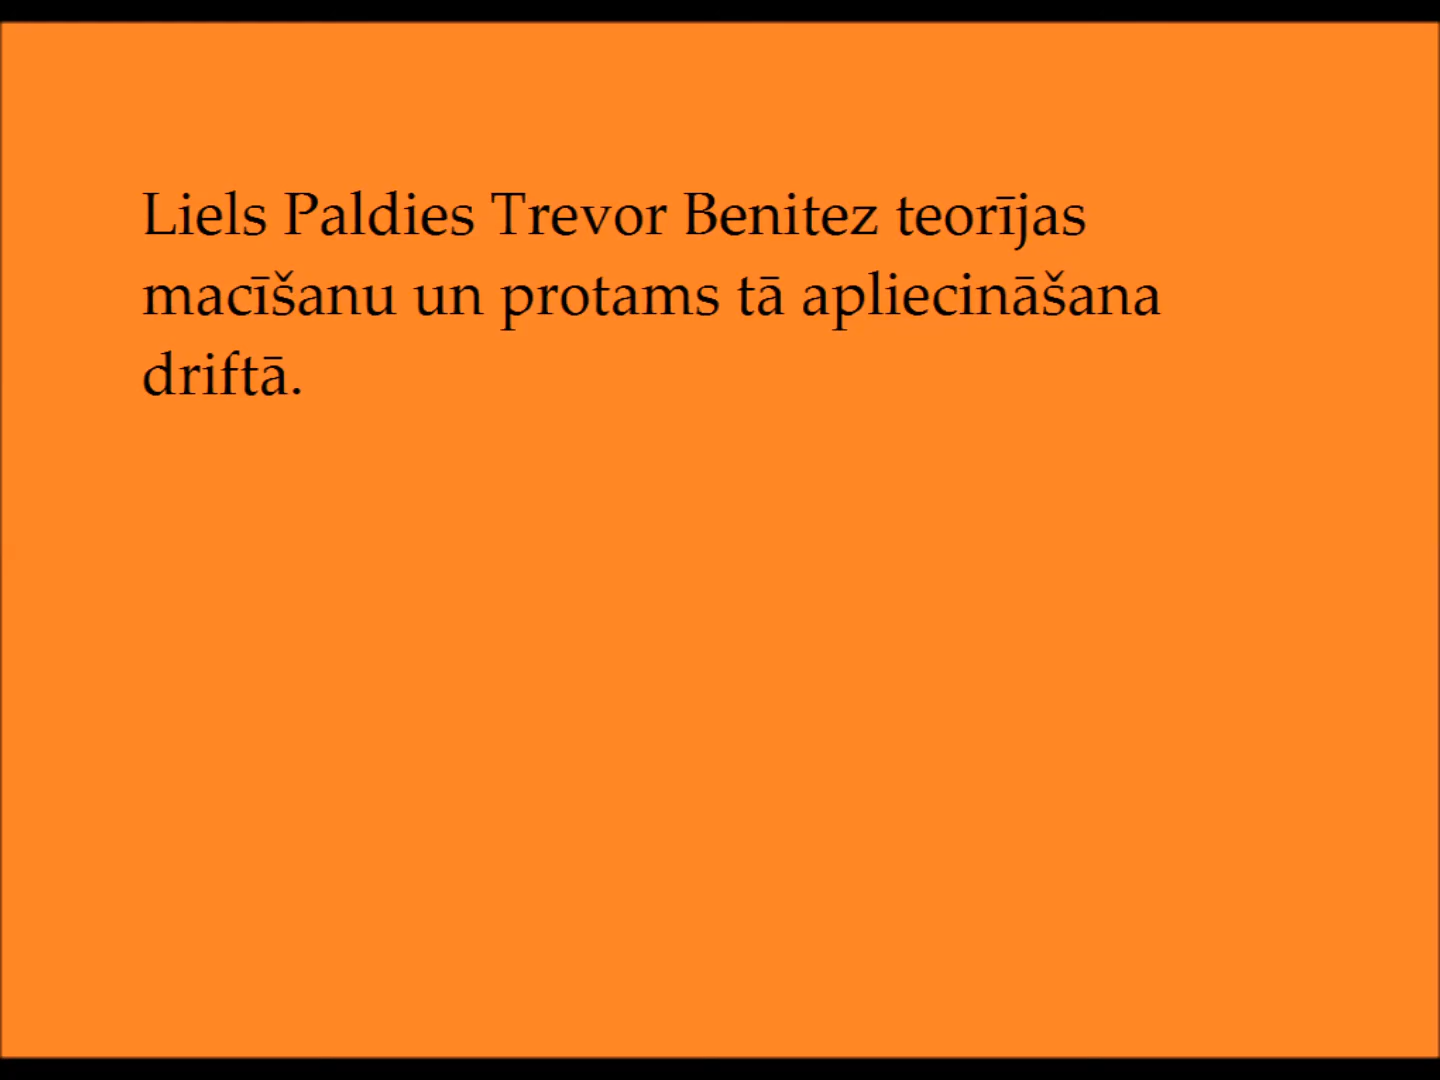 Liels Paldies Trevor Benitez teorījas
macīšanu un protams tā apliecināšana
driftā.